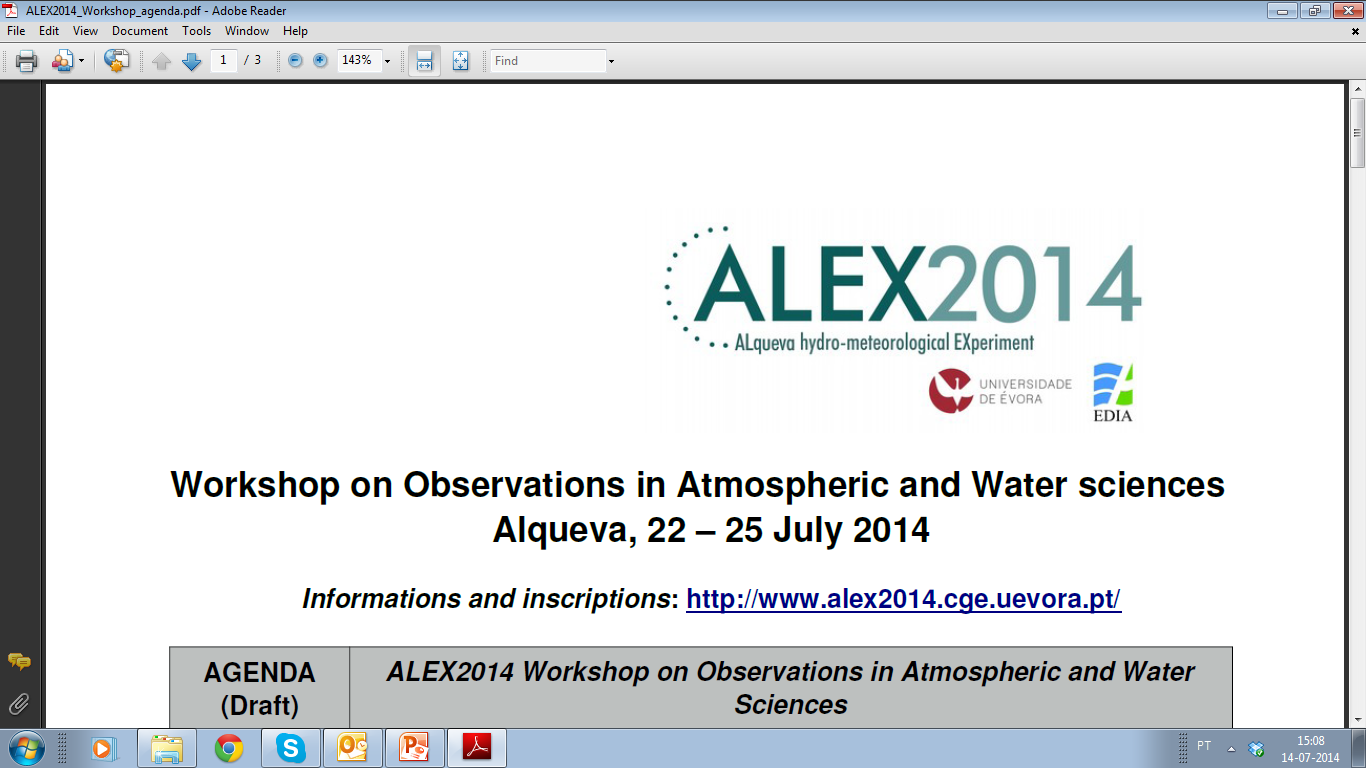 ALEX2014_Workshop_agenda.pdf - Adobe Reader
File Edit View Document Tools Window Help
1 / 3 143% Find
ALEX2014
ALqueva hydro-meteorological EXperiment
UNIVERSIDADE
DE ÉVORA
EDIA
Workshop on Observations in Atmospheric and Water sciences
Alqueva, 22 – 25 July 2014
Informations and inscriptions: http://www.alex2014.cge.uevora.pt/
AGENDA
(Draft)
ALEX2014 Workshop on Observations in Atmospheric and Water
Sciences
PT
15:08
14-07-2014